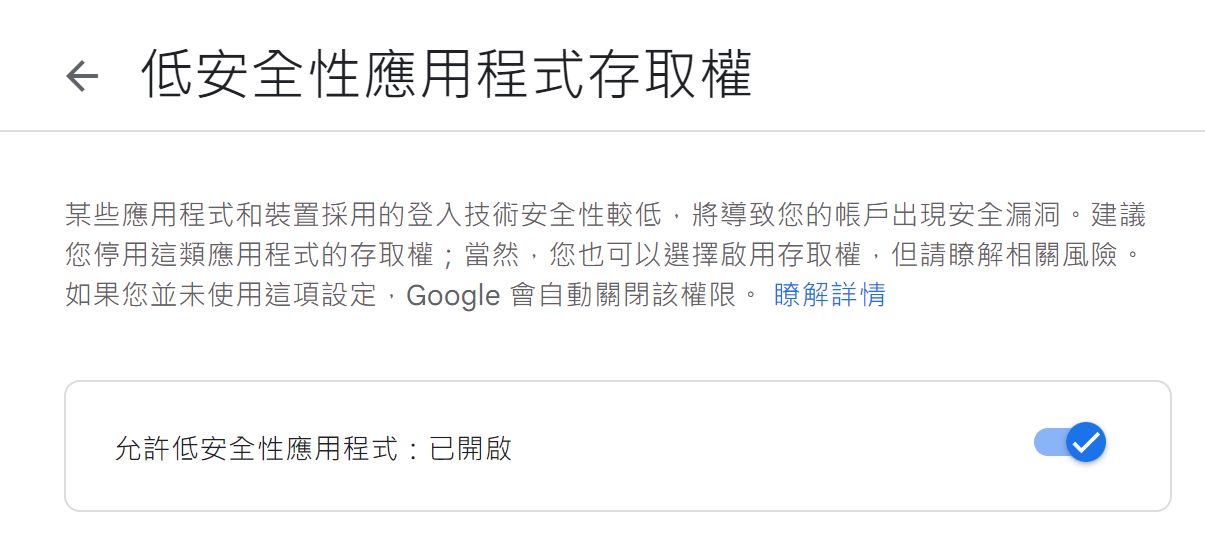 低安全性應用程式存取權
某些應用程式和裝置採用的登入技術安全性較低，將導致您的帳戶出現安全漏洞。建議
您停用這類應用程式的存取權；當然，您也可以選擇啟用存取權，但請瞭解相關風險。
如果您並未使用這項設定，Google 會自動關閉該權限。 瞭解詳情
允許低安全性應用程式：已開啟